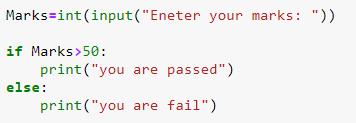 Marks=int(input("Eneter your marks: "))
if Marks>50:
    print("you are passed")
else:
    print("you are fail")